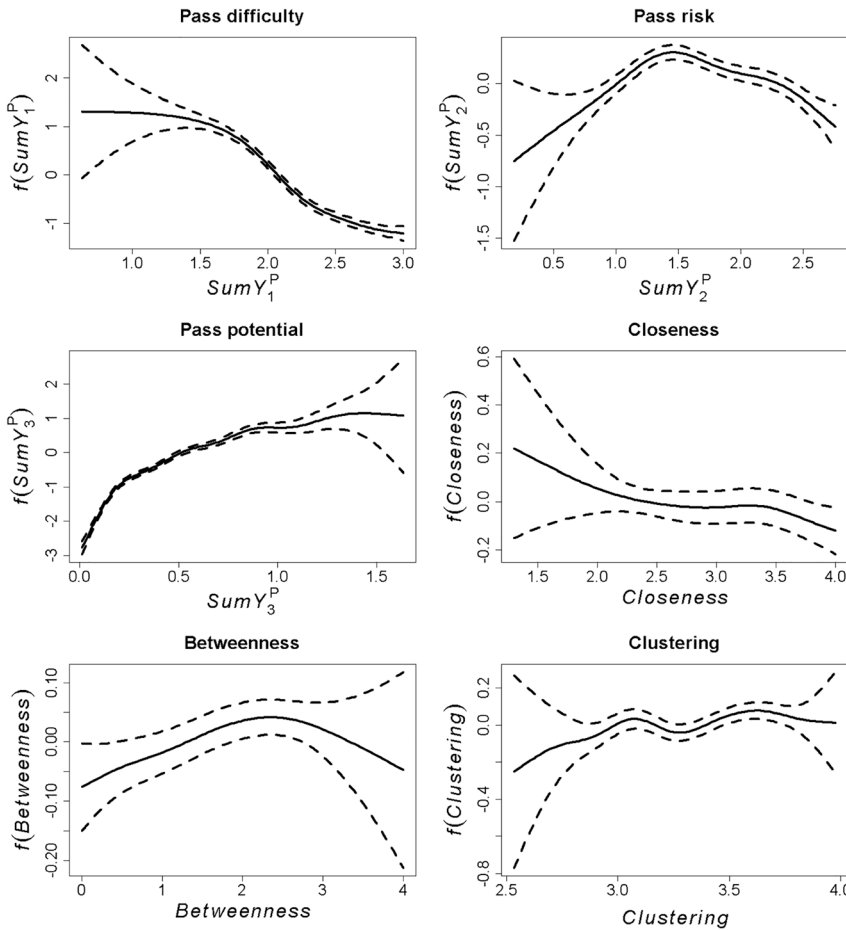 Pass difficulty
f(SumY₁ᴾ)
2
1
0
-1
1.0 1.5 2.0 2.5 3.0
SumY₁ᴾ
Pass risk
f(SumY₂ᴾ)
0.0
-0.5
-1.0
-1.5
0.5 1.0 1.5 2.0 2.5
SumY₂ᴾ
Pass potential
f(SumY₃ᴾ)
2
1
0
-1
-2
-3
0.0 0.5 1.0 1.5
SumY₃ᴾ
Closeness
f(Closeness)
0.6
0.4
0.2
0.0
-0.2
1.5 2.0 2.5 3.0 3.5 4.0
Closeness
Betweenness
f(Betweenness)
0.10
0.00
-0.10
-0.20
0 1 2 3 4
Betweenness
Clustering
f(Clustering)
0.2
0.0
-0.4
-0.8
2.5 3.0 3.5 4.0
Clustering